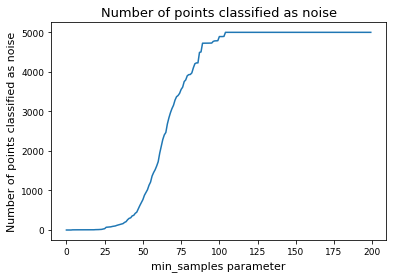 Number of points classified as noise
Number of points classified as noise
5000
4000
3000
2000
1000
0
0 25 50 75 100 125 150 175 200
min_samples parameter